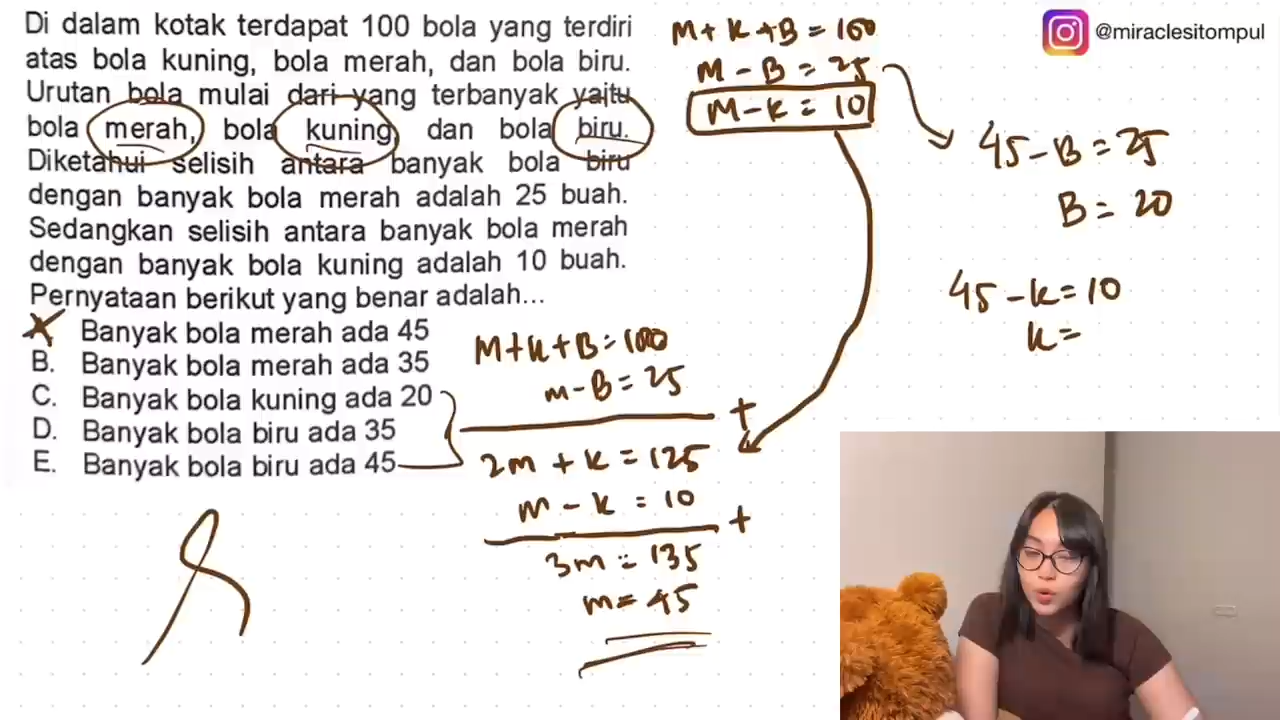 Di dalam kotak terdapat 100 bola yang terdiri
atas bola kuning, bola merah, dan bola biru.
Urutan bola mulai dari yang terbanyak yaitu
bola merah, bola kuning, dan bola biru.
Diketahui selisih antara banyak bola biru
dengan banyak bola merah adalah 25 buah.
Sedangkan selisih antara banyak bola merah
dengan banyak bola kuning adalah 10 buah.
Pernyataan berikut yang benar adalah...
Banyak bola merah ada 45
B. Banyak bola merah ada 35
C. Banyak bola kuning ada 20
D. Banyak bola biru ada 35
E. Banyak bola biru ada 45
M+K+B=100
M-B=25
2M+K=125
M-K=10
3M=135
M=45
M+K+B=100
M-B=25
M-K=10
@miraclesitompul
45-B=25
B=20
45-K=10
K=